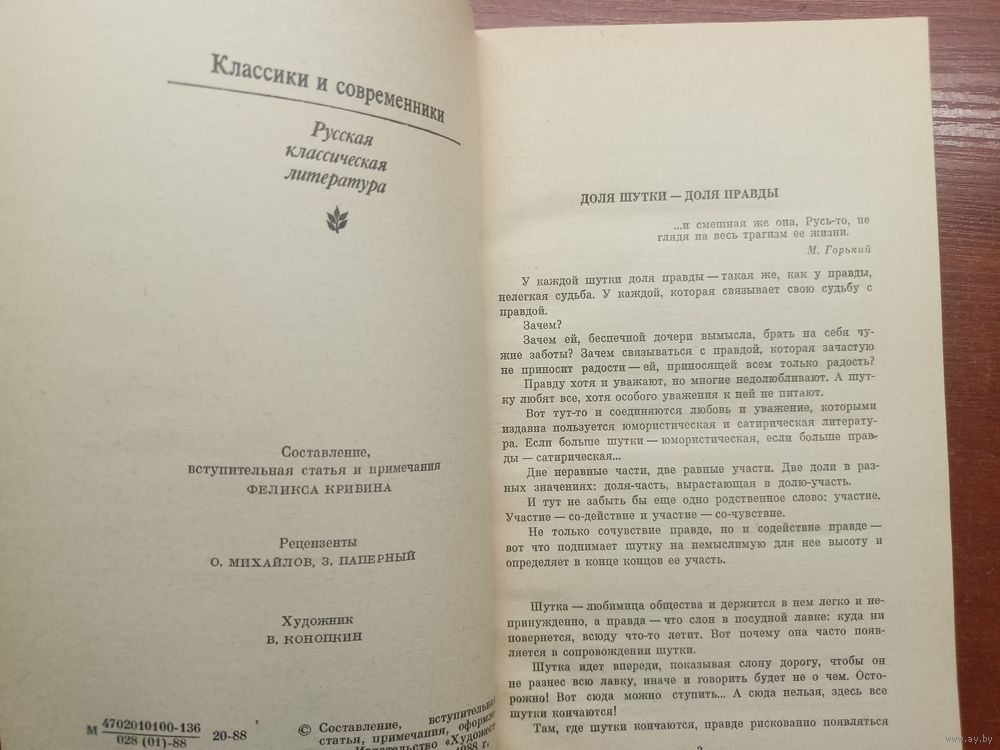 Классики и современники
Русская
классическая
литература
Составление,
вступительная статья и примечания
ФЕЛИКСА КРИВИНА
Рецензенты
О. МИХАЙЛОВ, З. ПАПЕРНЫЙ
Художник
В. КОНОПКИН
М 4702010100-136
028 (01)-88
20-88
© Составление, вступительная
статья, примечания, оформле
Издательство «Художест
1988 г.
ДОЛЯ ШУТКИ — ДОЛЯ ПРАВДЫ
...и смешная же она, Русь-то, не
глядя на весь трагизм ее жизни.
М. Горький
У каждой шутки доля правды — такая же, как у правды,
нелегкая судьба. У каждой, которая связывает свою судьбу с
правдой.
Зачем?
Зачем ей, беспечной дочери вымысла, брать на себя чу-
жие заботы? Зачем связываться с правдой, которая зачастую
не приносит радости — ей, приносящей всем только радость?
Правду хотя и уважают, но многие недолюбливают. А шут-
ку любят все, хотя особого уважения к ней не питают.
Вот тут-то и соединяются любовь и уважение, которыми
издавна пользуется юмористическая и сатирическая литерату-
ра. Если больше шутки — юмористическая, если больше прав-
ды — сатирическая...
Две неравные части, две равные участи. Две доли в раз-
ных значениях: доля-часть, вырастающая в долю-участь.
И тут не забыть бы еще одно родственное слово: участие.
Участие — со-действие и участие — со-чувствие.
Не только сочувствие правде, но и содействие правде —
вот что поднимает шутку на немыслимую для нее высоту и
определяет в конце концов ее участь.
Шутка — любимица общества и держится в нем легко и не-
принужденно, а правда — что слон в посудной лавке: куда ни
повернется, всюду что-то летит. Вот почему она часто появ-
ляется в сопровождении шутки.
Шутка идет впереди, показывая слону дорогу, чтобы он
не разнес всю лавку, иначе и говорить будет не о чем. Осто-
рожно! Вот сюда можно ступить... А сюда нельзя, здесь все
шутки кончаются!
Там, где шутки кончаются, правде рискованно появляться
www.ay.by